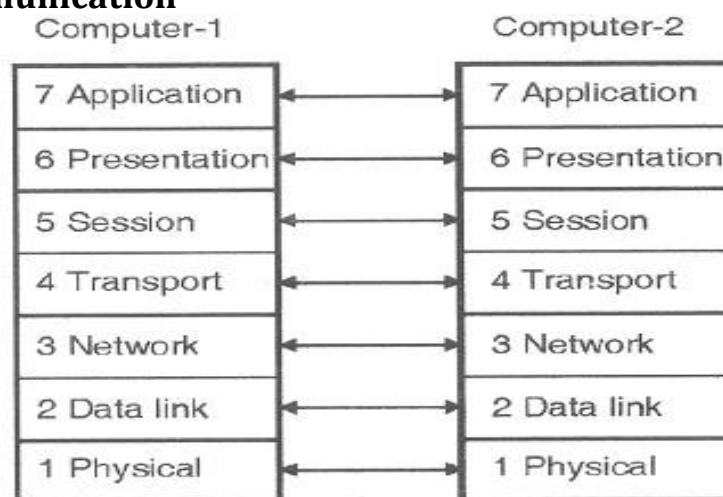 Computer-1 Computer-2
7 Application 7 Application
6 Presentation 6 Presentation
5 Session 5 Session
4 Transport 4 Transport
3 Network 3 Network
2 Data link 2 Data link
1 Physical 1 Physical